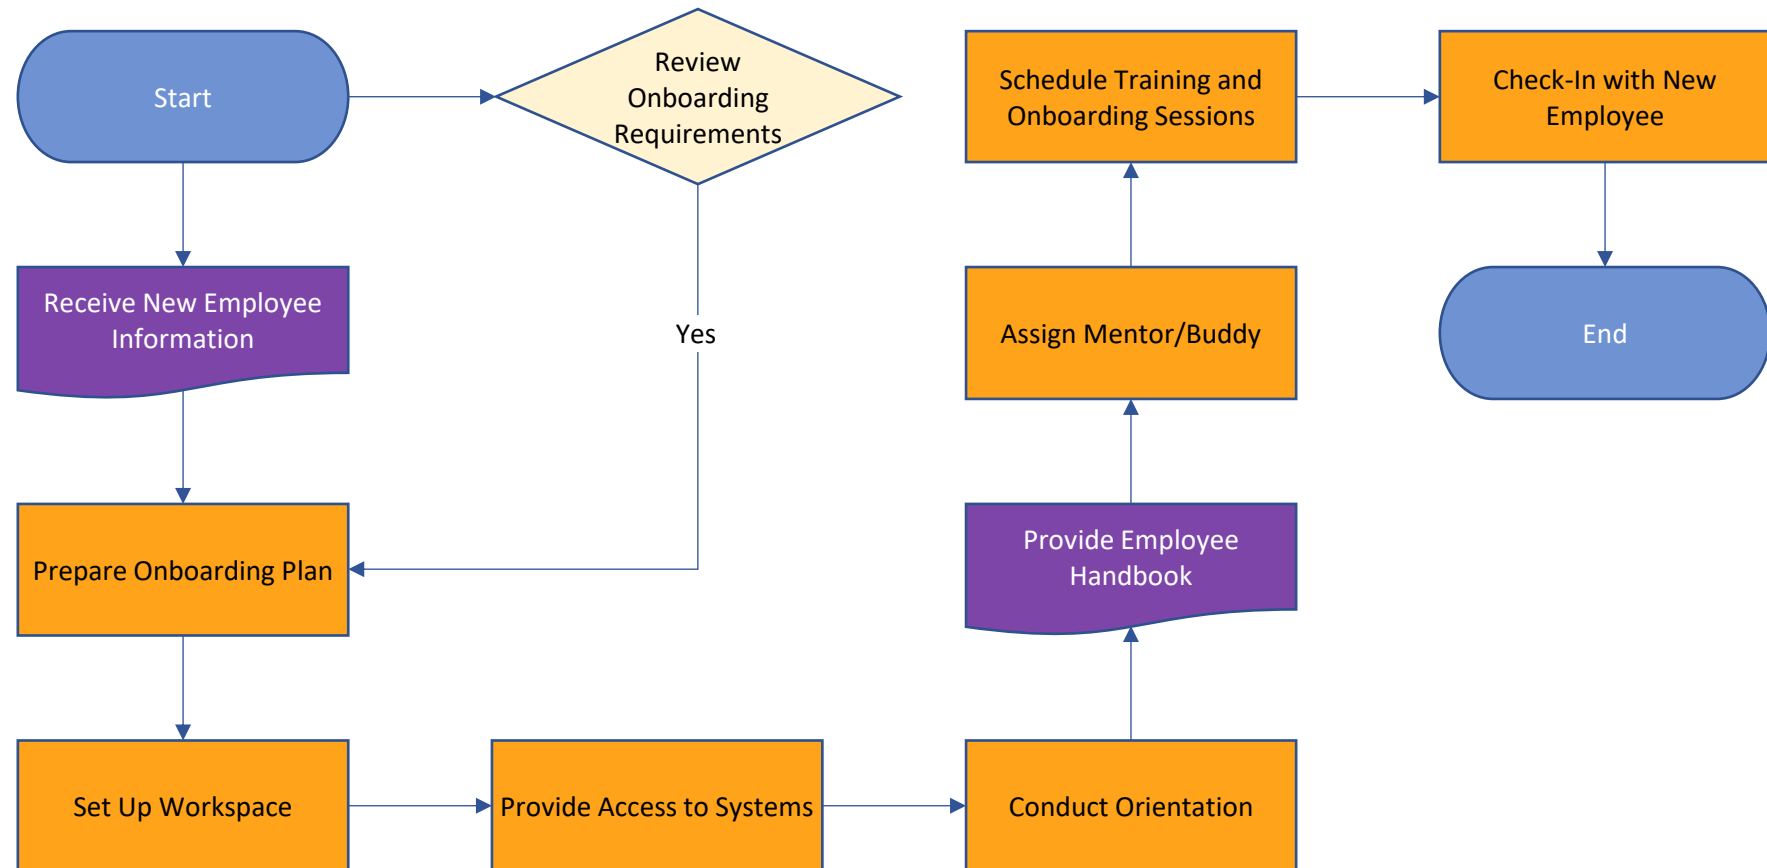 Start
Review
Onboarding
Requirements
Schedule Training and
Onboarding Sessions
Check-In with New
Employee
Receive New Employee
Information
Yes
Assign Mentor/Buddy
End
Prepare Onboarding Plan
Provide Employee
Handbook
Set Up Workspace
Provide Access to Systems
Conduct Orientation